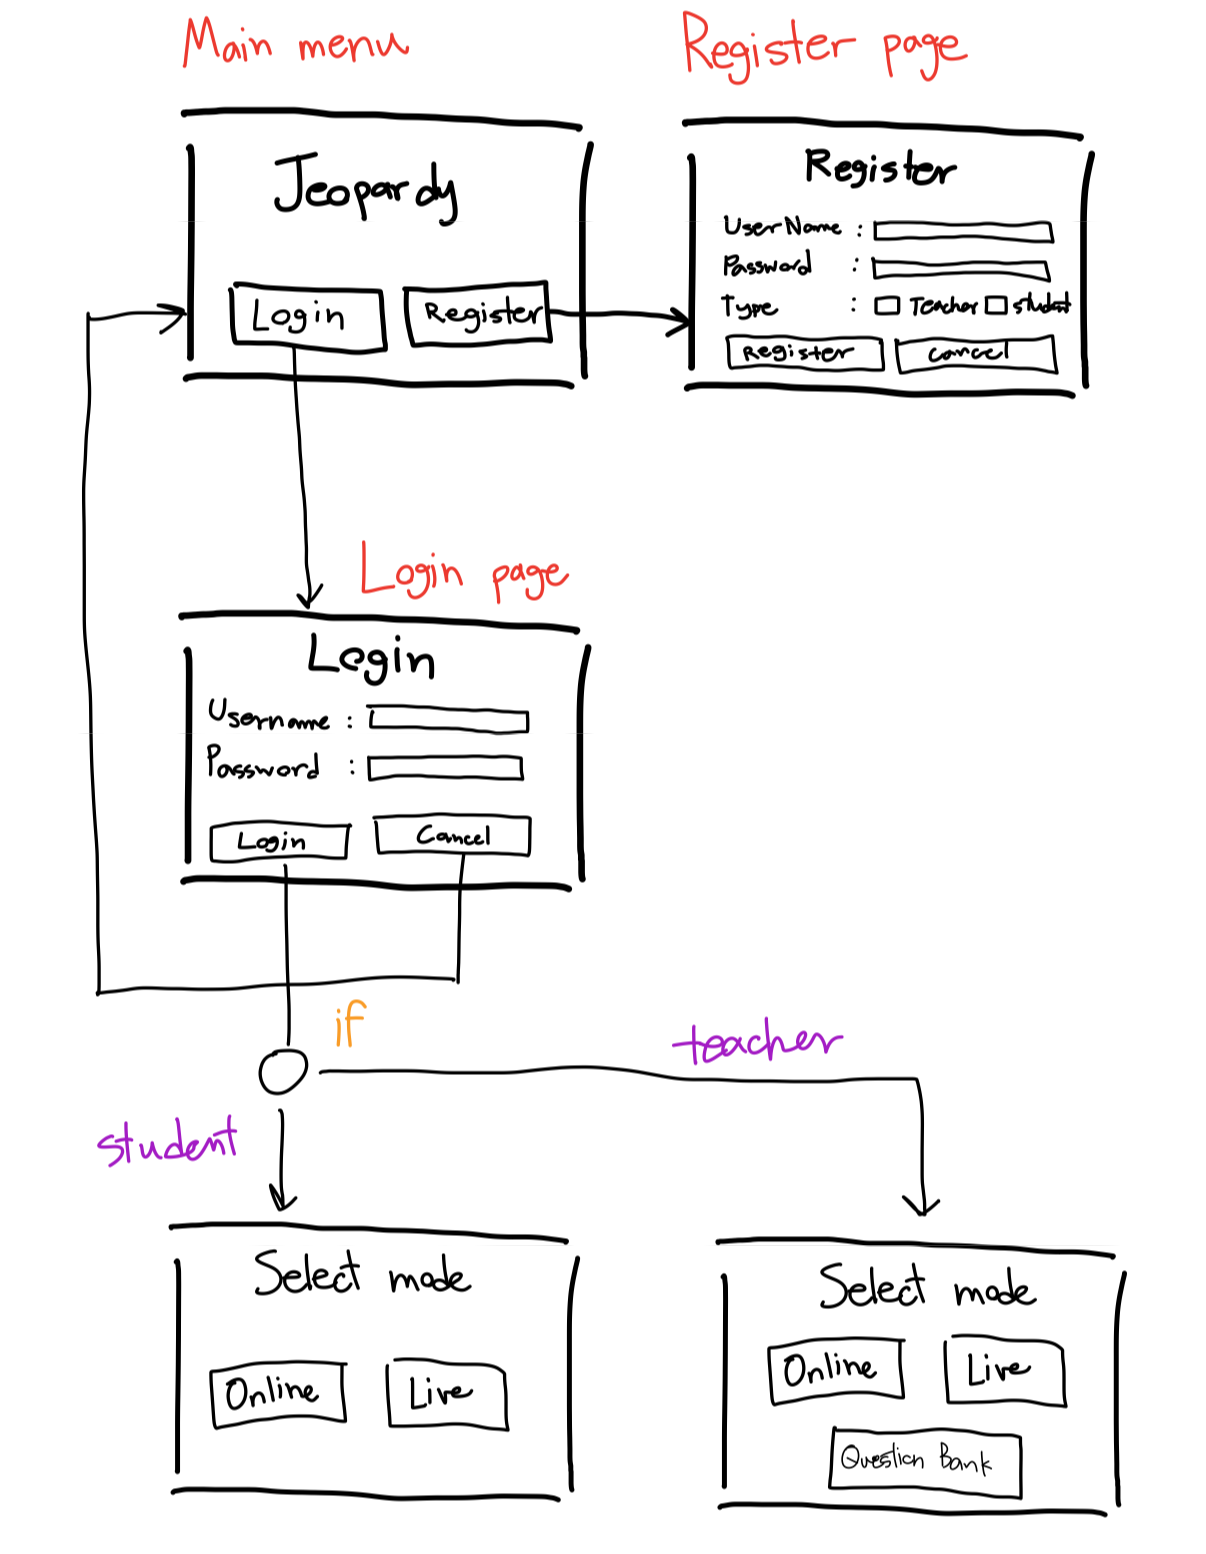 Main menu
Register page
Jeopardy
Login
Register
Register
UserName :
Password :
Type : Teacher student
Register
cancel
Login page
Login
Username :
Password :
Login
Cancel
if
teacher
student
Select mode
Online
Live
Select mode
Online
Live
Question Bank